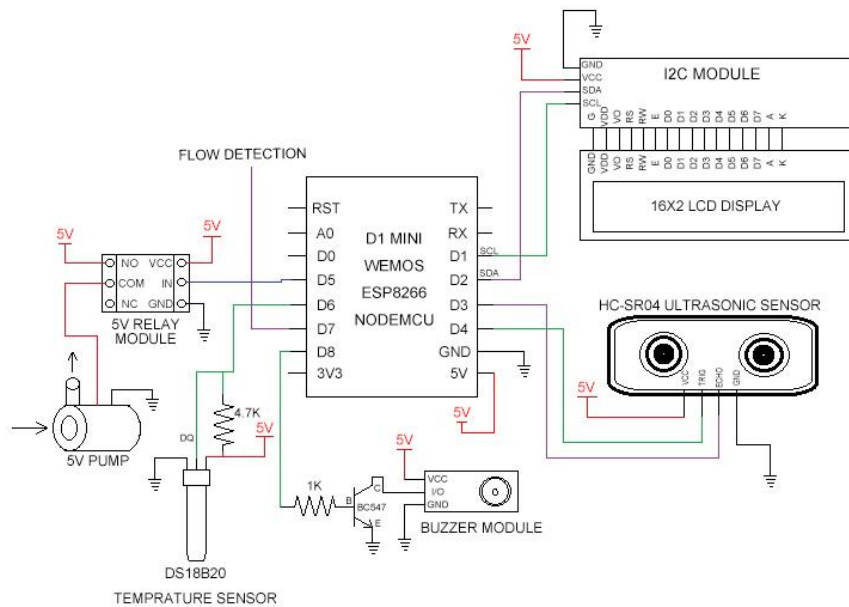 5V
GND
VCC
SDA
SCL
I2C MODULE
G VDD VO RS RW E D0 D1 D2 D3 D4 D5 D6 D7 A K
GND VDD VO RS RW E D0 D1 D2 D3 D4 D5 D6 D7 A K
16X2 LCD DISPLAY
FLOW DETECTION
RST
A0
D0
D5
D6
D7
D8
3V3
D1 MINI
WEMOS
ESP8266
NODEMCU
TX
RX
D1
D2
D3
D4
GND
5V
SCL
SDA
5V
5V
5V
NO VCC
COM IN
NC GND
5V RELAY
MODULE
5V PUMP
HC-SR04 ULTRASONIC SENSOR
VCC TRIG ECHO GND
5V
4.7K
5V
DQ
DS18B20
TEMPRATURE SENSOR
1K
B
C
BC547
E
5V
VCC
I/O
GND
BUZZER MODULE